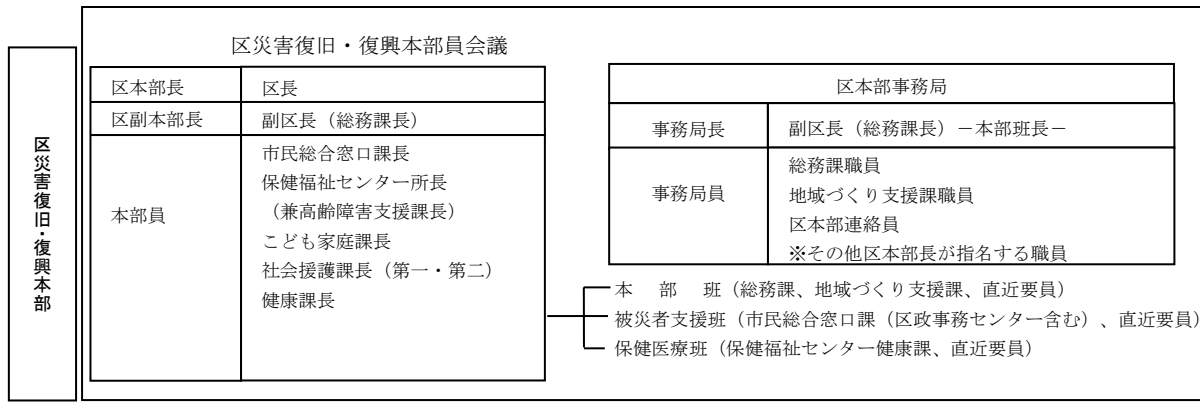 区災害復旧・復興本部
区災害復旧・復興本部員会議
区本部長 区長
区副本部長 副区長（総務課長）
本部員
市民総合窓口課長
保健福祉センター所長
（兼高齢障害支援課長）
こども家庭課長
社会援護課長（第一・第二）
健康課長
区本部事務局
事務局長 副区長（総務課長）－本部班長－
事務局員
総務課職員
地域づくり支援課職員
区本部連絡員
※その他区本部長が指名する職員
本　部　班（総務課、地域づくり支援課、直近要員）
被災者支援班（市民総合窓口課（区政事務センター含む）、直近要員）
保健医療班（保健福祉センター健康課、直近要員）